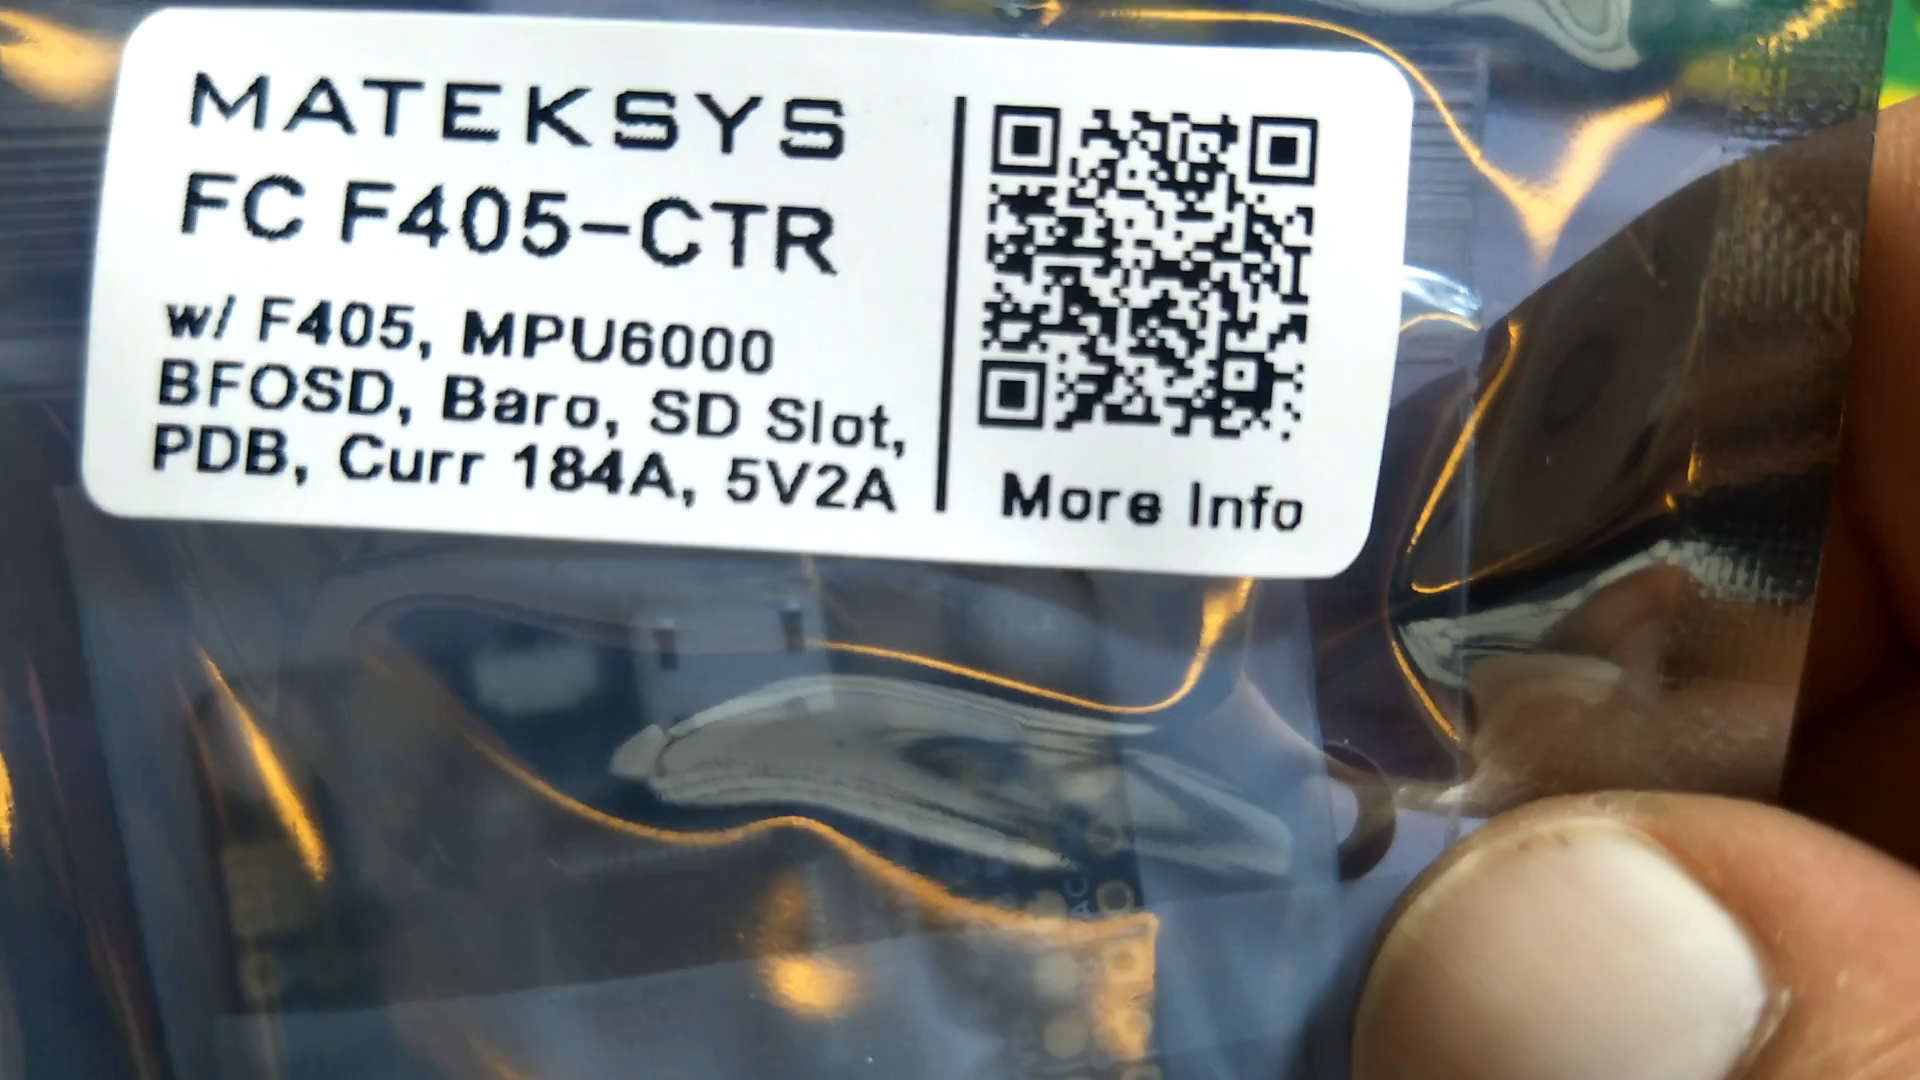 MATEKSYS
FC F405-CTR
w/ F405, MPU6000
BFOSD, Baro, SD Slot,
PDB, Curr 184A, 5V2A
More Info